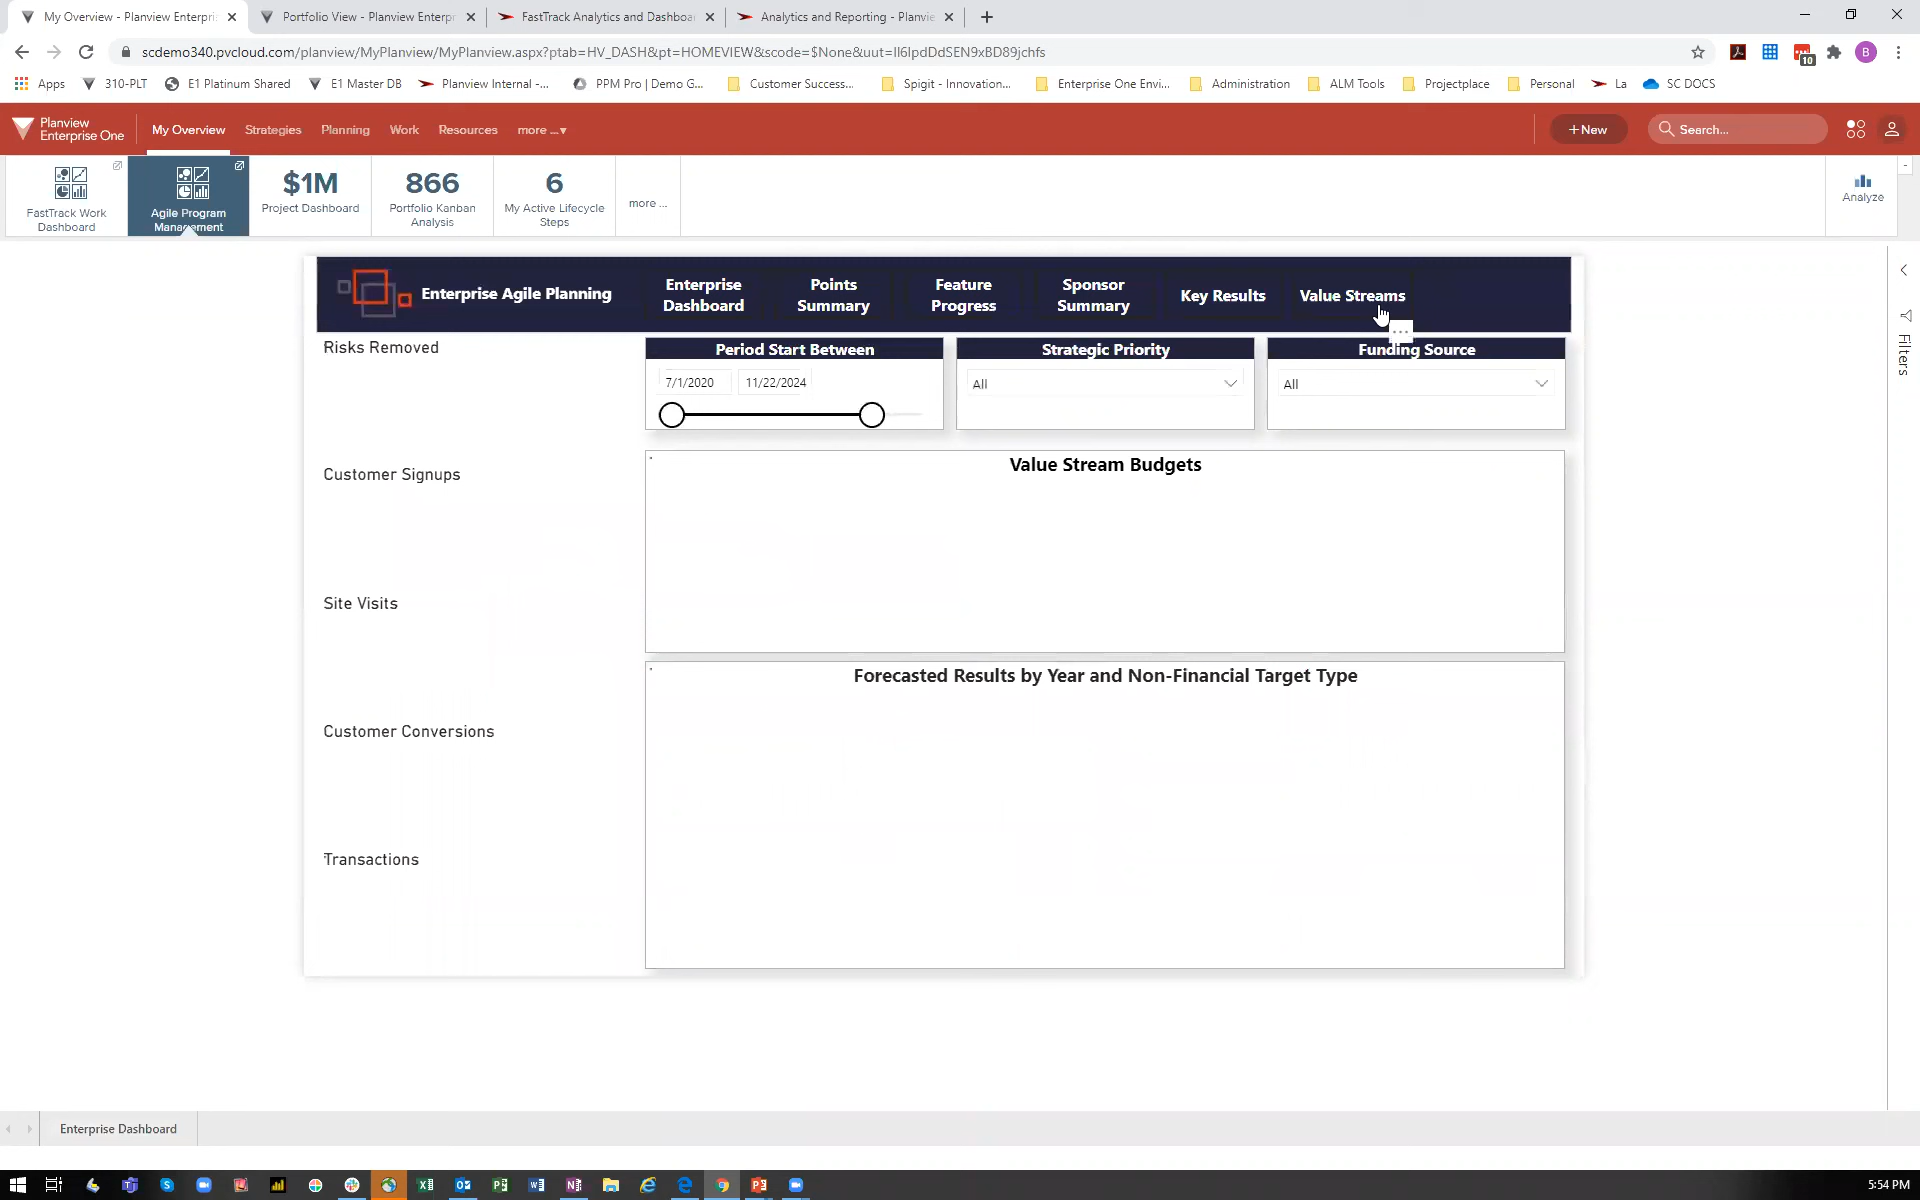 My Overview - Planview Enterpri
Portfolio View - Planview Enterpr
FastTrack Analytics and Dashboa
Analytics and Reporting - Planvie
scdemo340.pvcloud.com/planview/MyPlanview/MyPlanview.aspx?ptab=HV_DASH&pt=HOMEVIEW&scode=$None&uut=II6IpdDdSEN9xBD89jchfs
10
B
Apps
310-PLT
E1 Platinum Shared
E1 Master DB
Planview Internal -...
PPM Pro | Demo G...
Customer Success...
Spigit - Innovation...
Enterprise One Envi...
Administration
ALM Tools
Projectplace
Personal
La
SC DOCS
Planview
Enterprise One
My Overview
Strategies
Planning
Work
Resources
more ...
+New
Search...
FastTrack Work
Dashboard
Agile Program
Management
$1M
Project Dashboard
866
Portfolio Kanban
Analysis
6
My Active Lifecycle
Steps
more ...
Analyze
Enterprise Agile Planning
Enterprise
Dashboard
Points
Summary
Feature
Progress
Sponsor
Summary
Key Results
Value Streams
Filters
Risks Removed
Customer Signups
Site Visits
Customer Conversions
Transactions
Period Start Between
7/1/2020
11/22/2024
Strategic Priority
All
Funding Source
All
Value Stream Budgets
Forecasted Results by Year and Non-Financial Target Type
Enterprise Dashboard
5:54 PM